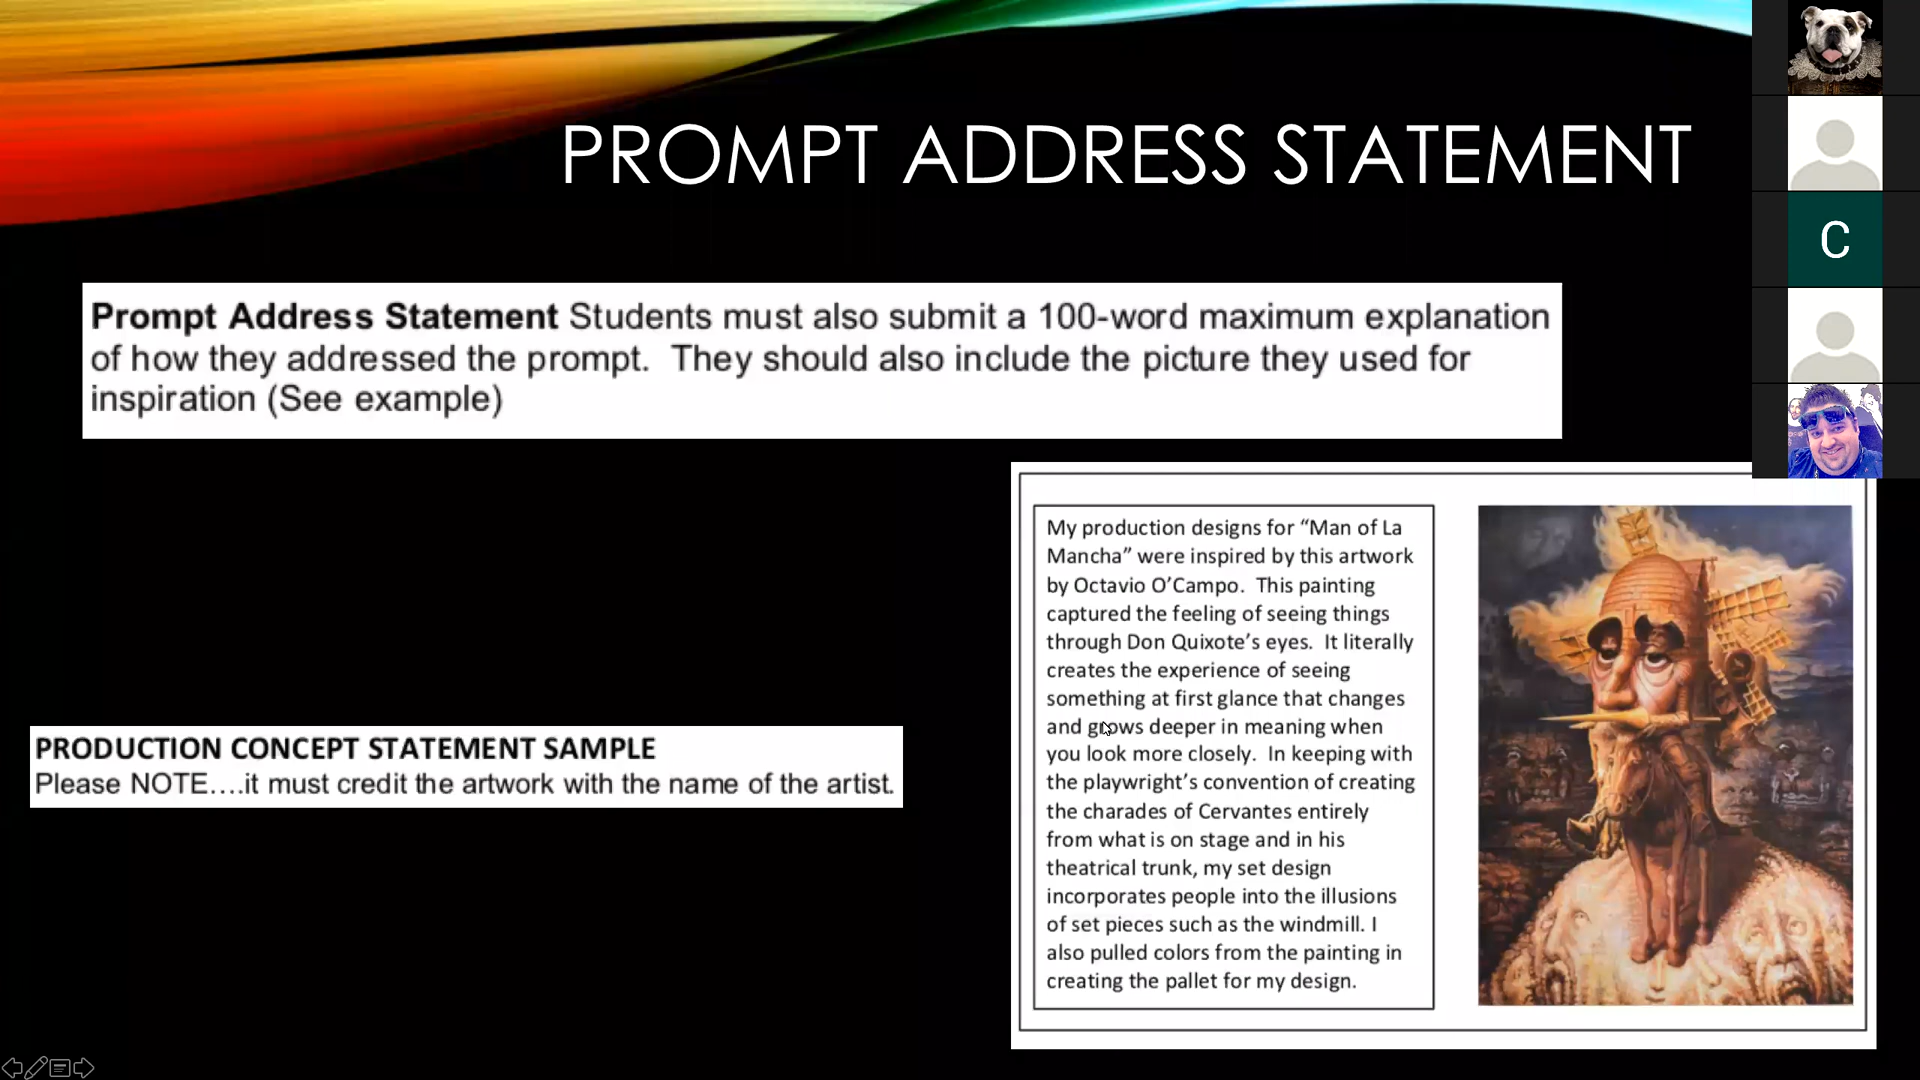 PROMPT ADDRESS STATEMENT
C
Prompt Address Statement Students must also submit a 100-word maximum explanation
of how they addressed the prompt.  They should also include the picture they used for
inspiration (See example)
PRODUCTION CONCEPT STATEMENT SAMPLE
Please NOTE….it must credit the artwork with the name of the artist.
My production designs for “Man of La
Mancha” were inspired by this artwork
by Octavio O’Campo.  This painting
captured the feeling of seeing things
through Don Quixote’s eyes.  It literally
creates the experience of seeing
something at first glance that changes
and grows deeper in meaning when
you look more closely.  In keeping with
the playwright’s convention of creating
the charades of Cervantes entirely
from what is on stage and in his
theatrical trunk, my set design
incorporates people into the illusions
of set pieces such as the windmill. I
also pulled colors from the painting in
creating the pallet for my design.